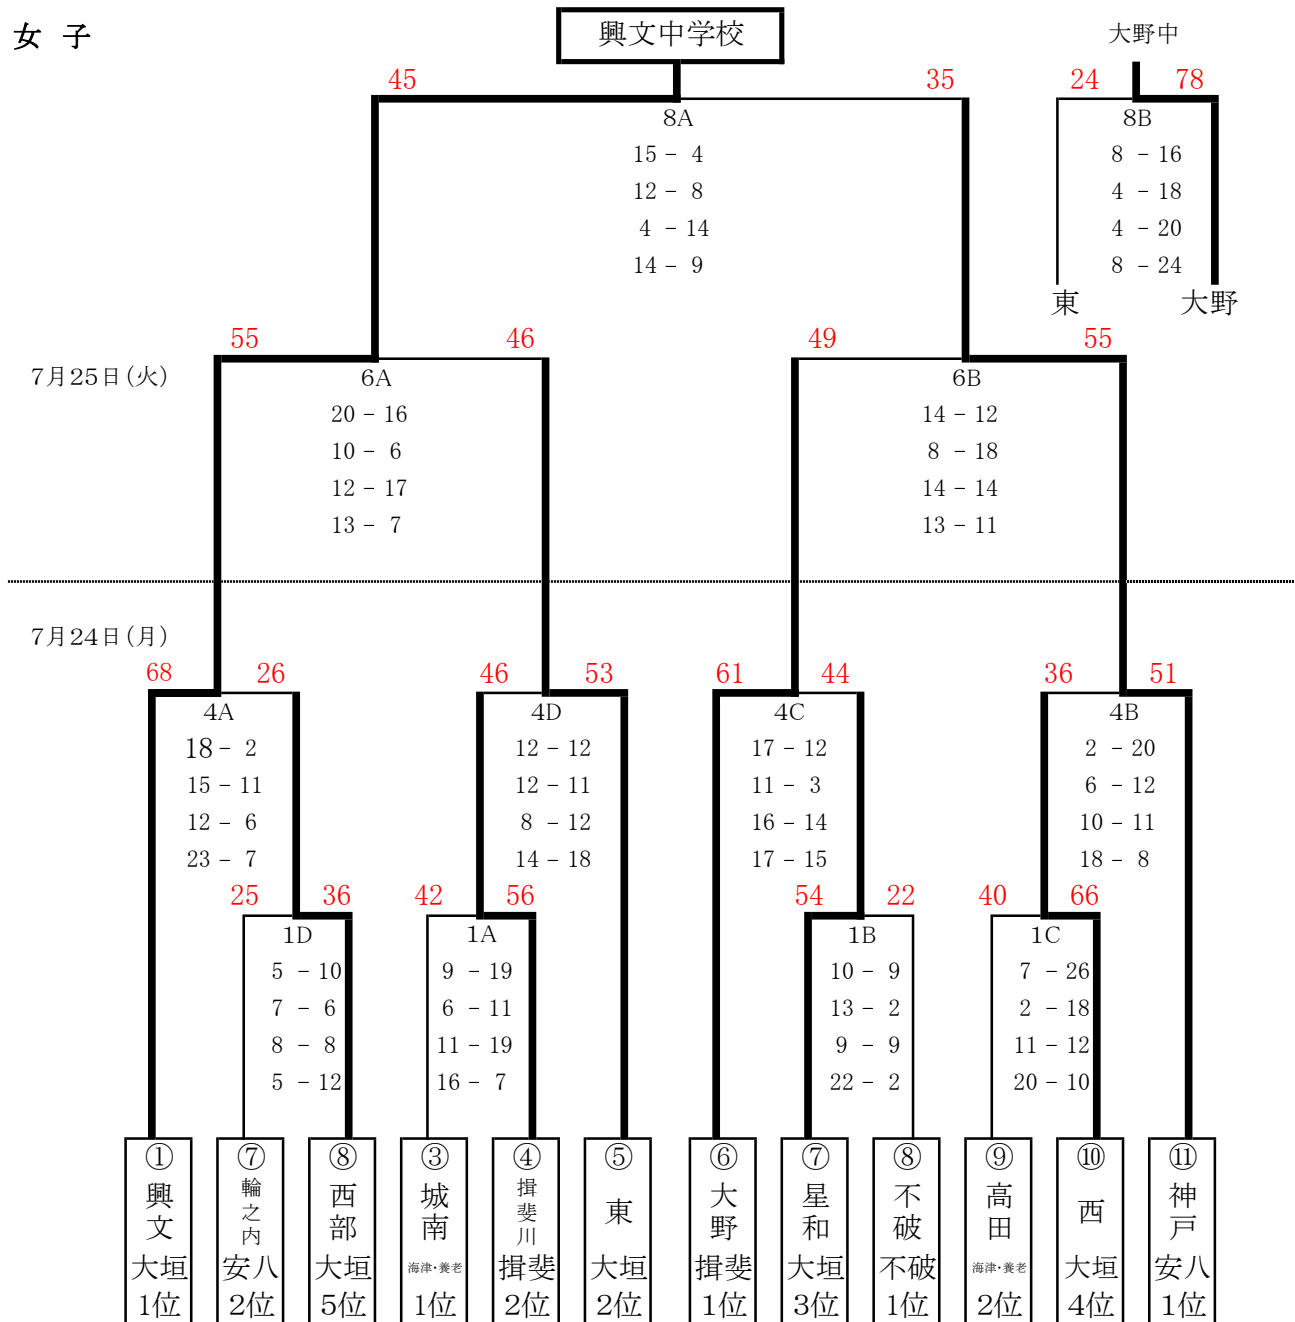 女 子
興文中学校
大野中
45
35
24
78
8A
15 - 4
12 - 8
4 - 14
14 - 9
8B
8 - 16
4 - 18
4 - 20
8 - 24
東
大野
7月25日(火)
55
46
49
55
6A
20 - 16
10 - 6
12 - 17
13 - 7
6B
14 - 12
8 - 18
14 - 14
13 - 11
7月24日(月)
68
26
46
53
61
44
36
51
4A
18 - 2
15 - 11
12 - 6
23 - 7
4D
12 - 12
12 - 11
8 - 12
14 - 18
4C
17 - 12
11 - 3
16 - 14
17 - 15
4B
2 - 20
6 - 12
10 - 11
18 - 8
25
36
42
56
54
22
40
66
1D
5 - 10
7 - 6
8 - 8
5 - 12
1A
9 - 19
6 - 11
11 - 19
16 - 7
1B
10 - 9
13 - 2
9 - 9
22 - 2
1C
7 - 26
2 - 18
11 - 12
20 - 10
①
興文
大垣
1位
⑦
輪之内
安八
2位
⑧
西部
大垣
5位
③
城南
海津・養老
1位
④
揖斐川
揖斐
2位
⑤
東
大垣
2位
⑥
大野
揖斐
1位
⑦
星和
大垣
3位
⑧
不破
不破
1位
⑨
高田
海津・養老
2位
⑩
西
大垣
4位
⑪
神戸
安八
1位